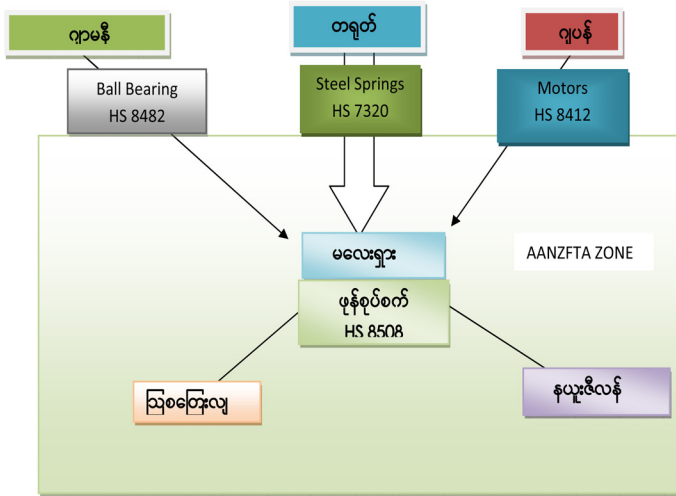 ဂျာမနီ
တရုတ်
ဂျပန်
Ball Bearing
HS 8482
Steel Springs
HS 7320
Motors
HS 8412
မလေးရှား
AANZFTA ZONE
ဖုန်စုပ်စက်
HS 8508
ဩစတြေးလျ
နယူးဇီလန်